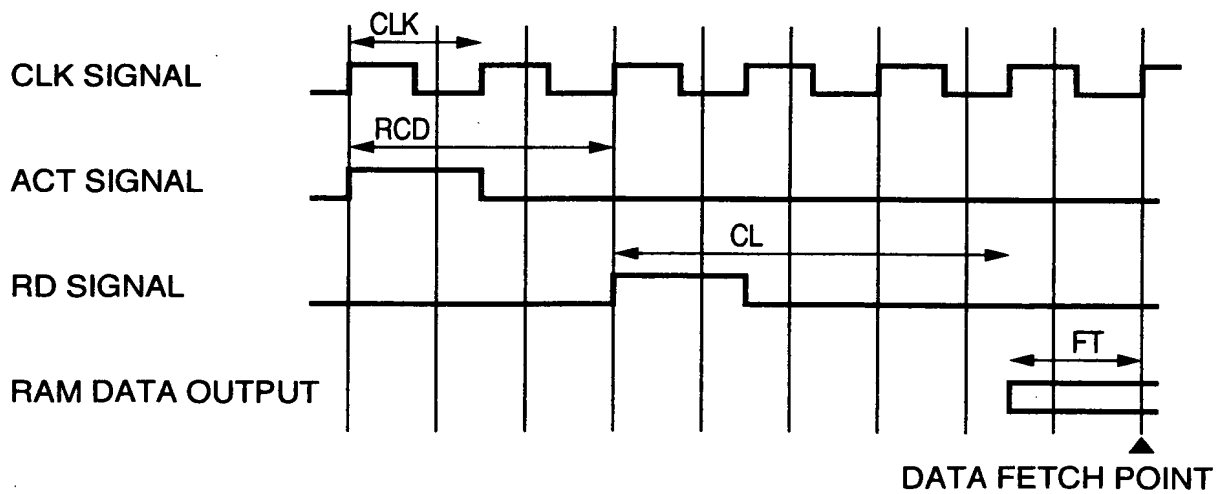 CLK
CLK SIGNAL
RCD
ACT SIGNAL
CL
RD SIGNAL
FT
RAM DATA OUTPUT
DATA FETCH POINT